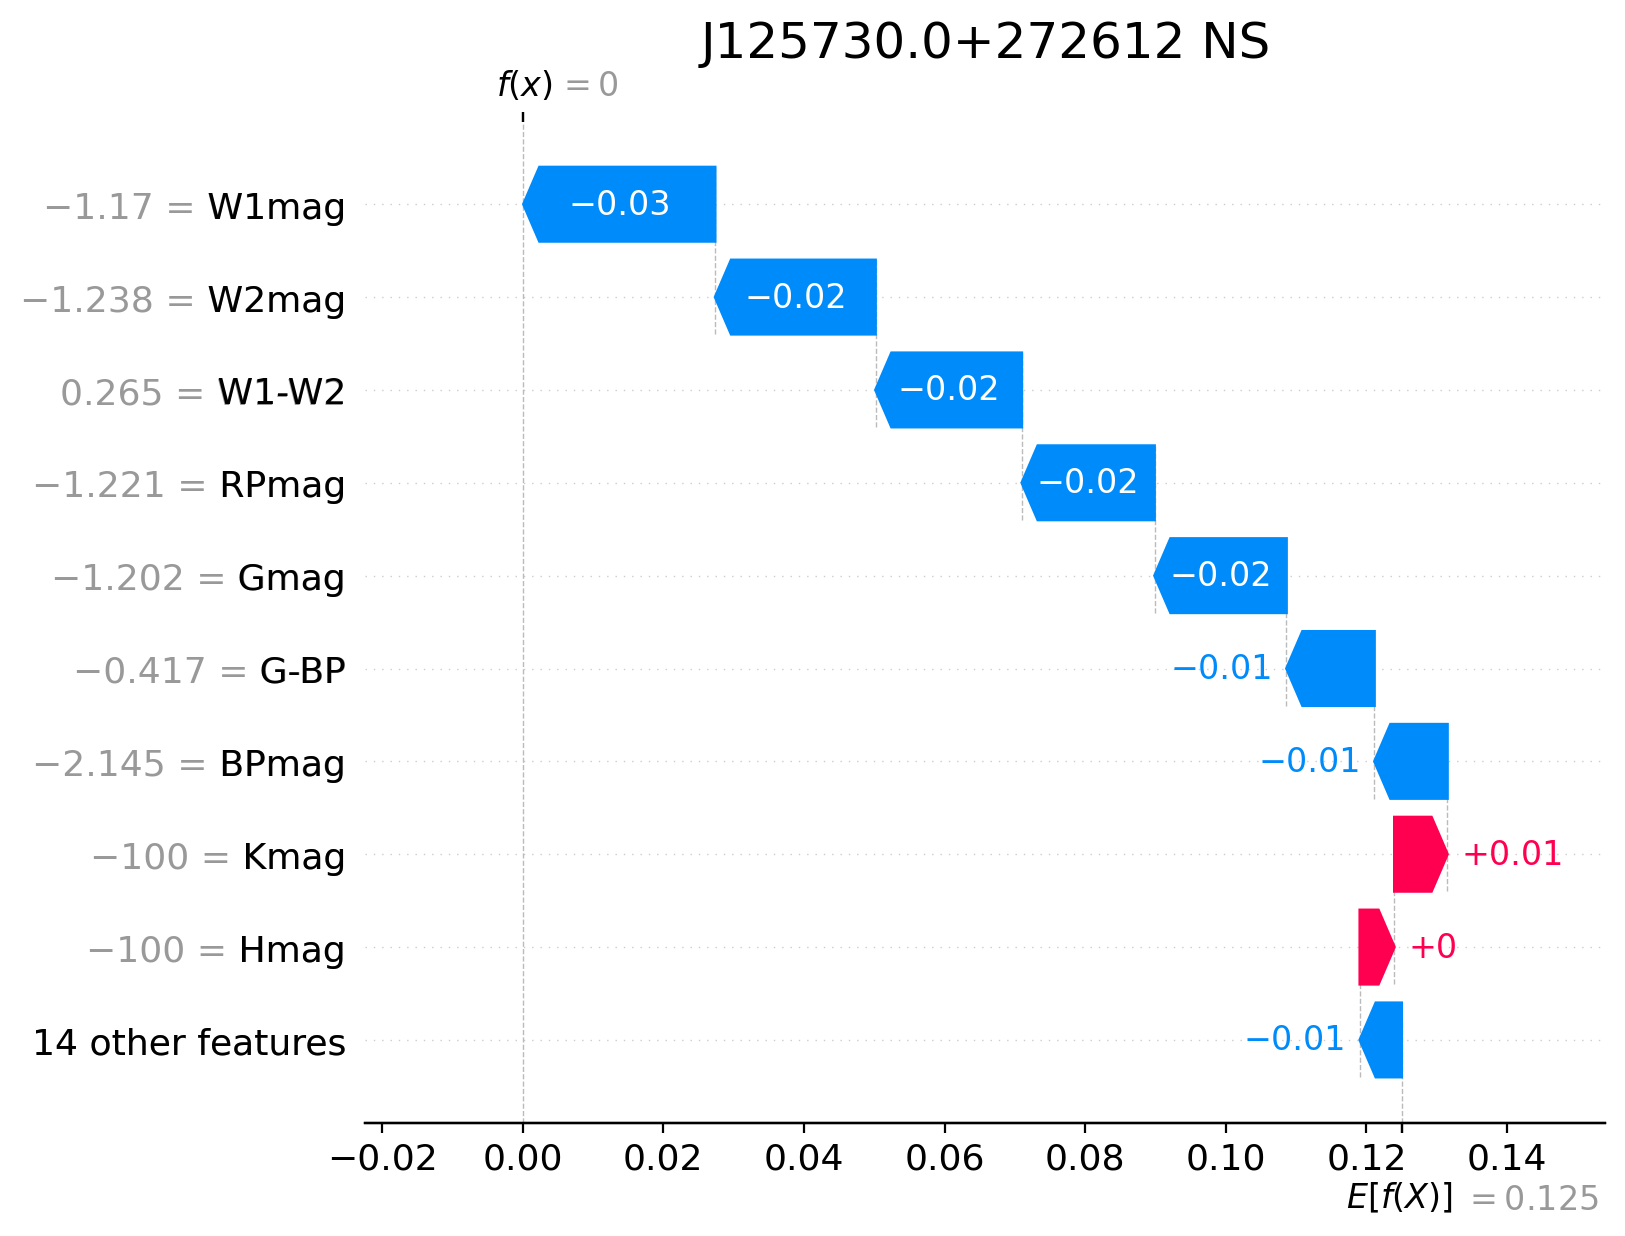 J125730.0+272612 NS
f(x) = 0
−1.17 = W1mag
−0.03
−1.238 = W2mag
−0.02
0.265 = W1-W2
−0.02
−1.221 = RPmag
−0.02
−1.202 = Gmag
−0.02
−0.417 = G-BP
−0.01
−2.145 = BPmag
−0.01
−100 = Kmag
+0.01
−100 = Hmag
+0
14 other features
−0.01
−0.02 0.00 0.02 0.04 0.06 0.08 0.10 0.12 0.14
E[f(X)] = 0.125